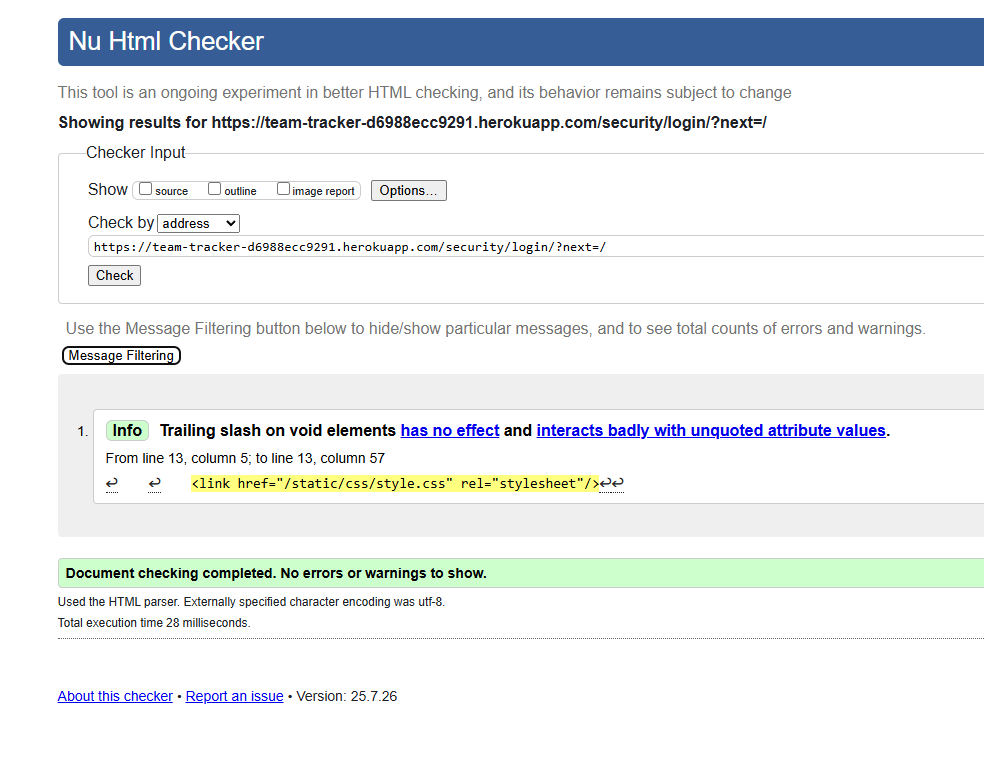 Nu Html Checker
This tool is an ongoing experiment in better HTML checking, and its behavior remains subject to change
Showing results for https://team-tracker-d6988ecc9291.herokuapp.com/security/login/?next=/
Checker Input
Show source outline image report Options...
Check by address
https://team-tracker-d6988ecc9291.herokuapp.com/security/login/?next=/
Check
Use the Message Filtering button below to hide/show particular messages, and to see total counts of errors and warnings.
Message Filtering
1. Info Trailing slash on void elements has no effect and interacts badly with unquoted attribute values.
From line 13, column 5; to line 13, column 57
↩ ↩ <link href="/static/css/style.css" rel="stylesheet"/>↩↩
Document checking completed. No errors or warnings to show.
Used the HTML parser. Externally specified character encoding was utf-8.
Total execution time 28 milliseconds.
About this checker • Report an issue • Version: 25.7.26